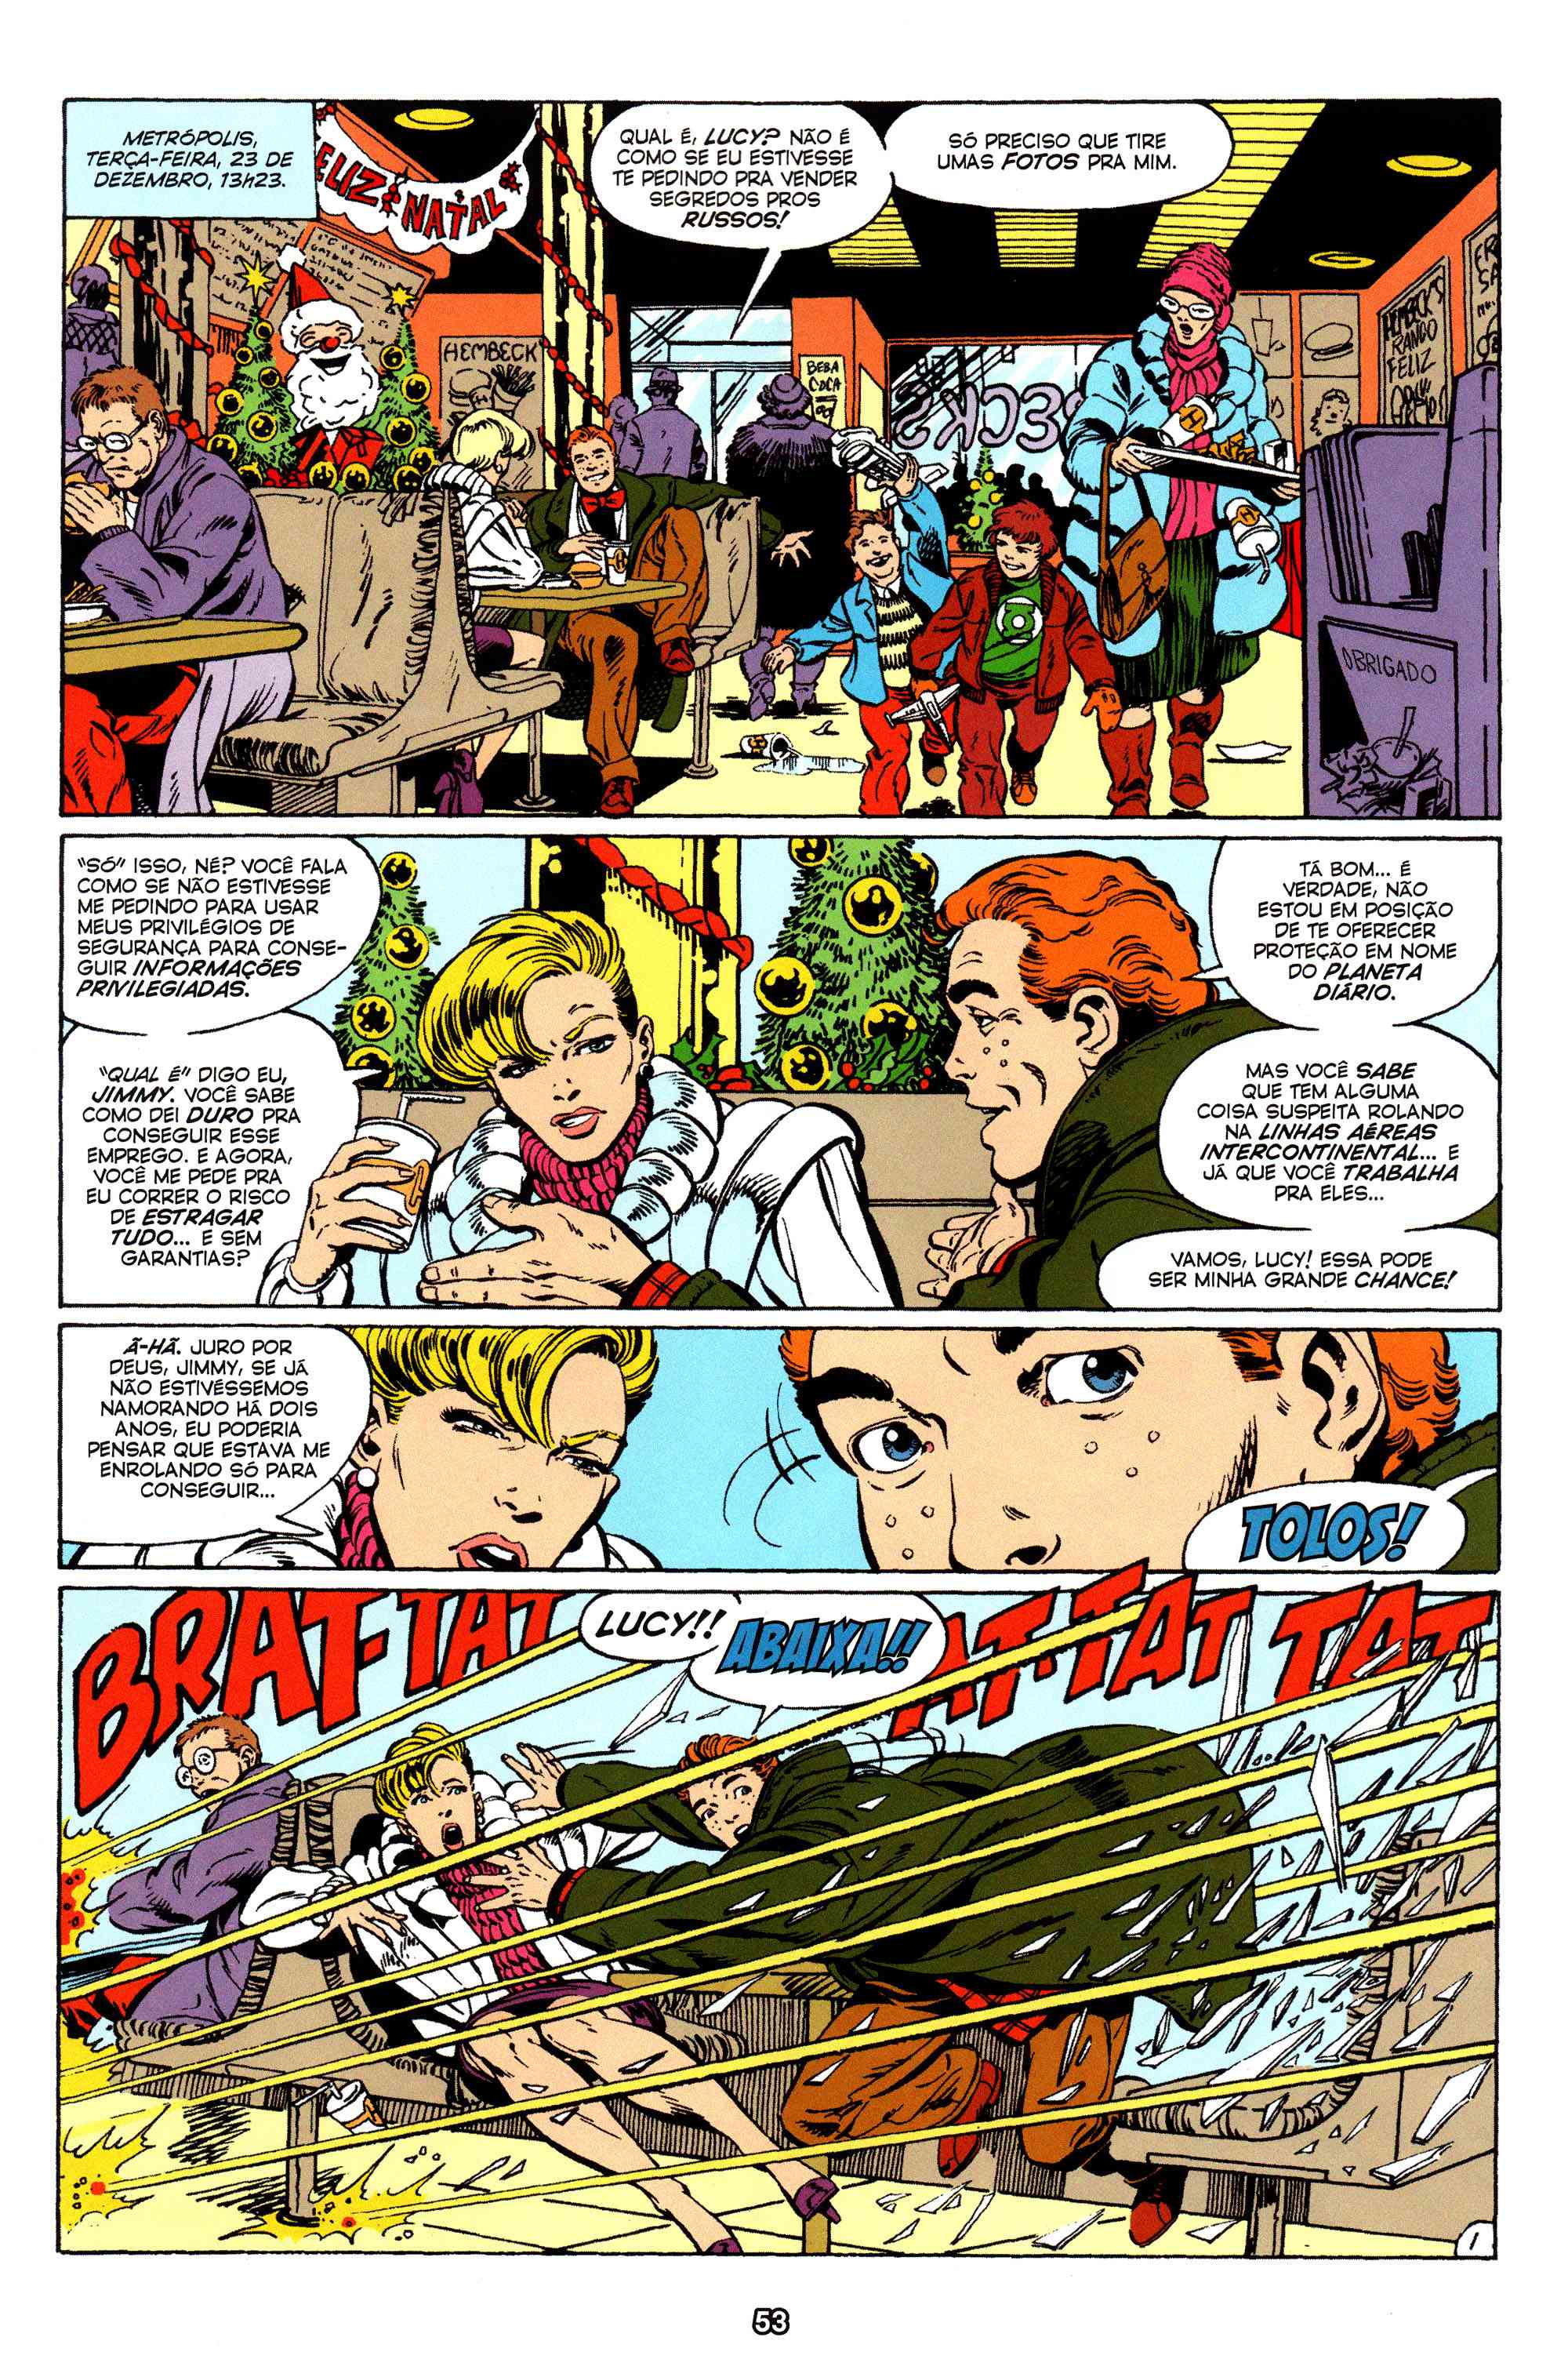 METRÓPOLIS,
TERÇA-FEIRA, 23 DE
DEZEMBRO, 13H23.
FELIZ
NATAL
QUAL É, LUCY? NÃO É
COMO SE EU ESTIVESSE
TE PEDINDO PRA VENDER
SEGREDOS PROS
RUSSOS!
SÓ PRECISO QUE TIRE
UMAS FOTOS PRA MIM.
HEMBECK
BEBA
COCA
HEMBECK'S
RANGO
FELIZ
OBRIGADO
"SÓ" ISSO, NÉ? VOCÊ FALA
COMO SE NÃO ESTIVESSE
ME PEDINDO PARA USAR
MEUS PRIVILÉGIOS DE
SEGURANÇA PARA CONSE-
GUIR INFORMAÇÕES
PRIVILEGIADAS.
"QUAL É" DIGO EU,
JIMMY. VOCÊ SABE
COMO DEI DURO PRA
CONSEGUIR ESSE
EMPREGO. E AGORA,
VOCÊ ME PEDE PRA
EU CORRER O RISCO
DE ESTRAGAR
TUDO... E SEM
GARANTIAS?
TÁ BOM... É
VERDADE, NÃO
ESTOU EM POSIÇÃO
DE TE OFERECER
PROTEÇÃO EM NOME
DO PLANETA
DIÁRIO.
MAS VOCÊ SABE
QUE TEM ALGUMA
COISA SUSPEITA ROLANDO
NA LINHAS AÉREAS
INTERCONTINENTAL... E
JÁ QUE VOCÊ TRABALHA
PRA ELES...
VAMOS, LUCY! ESSA PODE
SER MINHA GRANDE CHANCE!
Ã-HÃ. JURO POR
DEUS, JIMMY, SE JÁ
NÃO ESTIVÉSSEMOS
NAMORANDO HÁ DOIS
ANOS, EU PODERIA
PENSAR QUE ESTAVA ME
ENROLANDO SÓ PARA
CONSEGUIR...
TOLOS!
BRAT-TAT
LUCY!!
ABAIXA!!
AT-TAT-TAT TAT
1
53